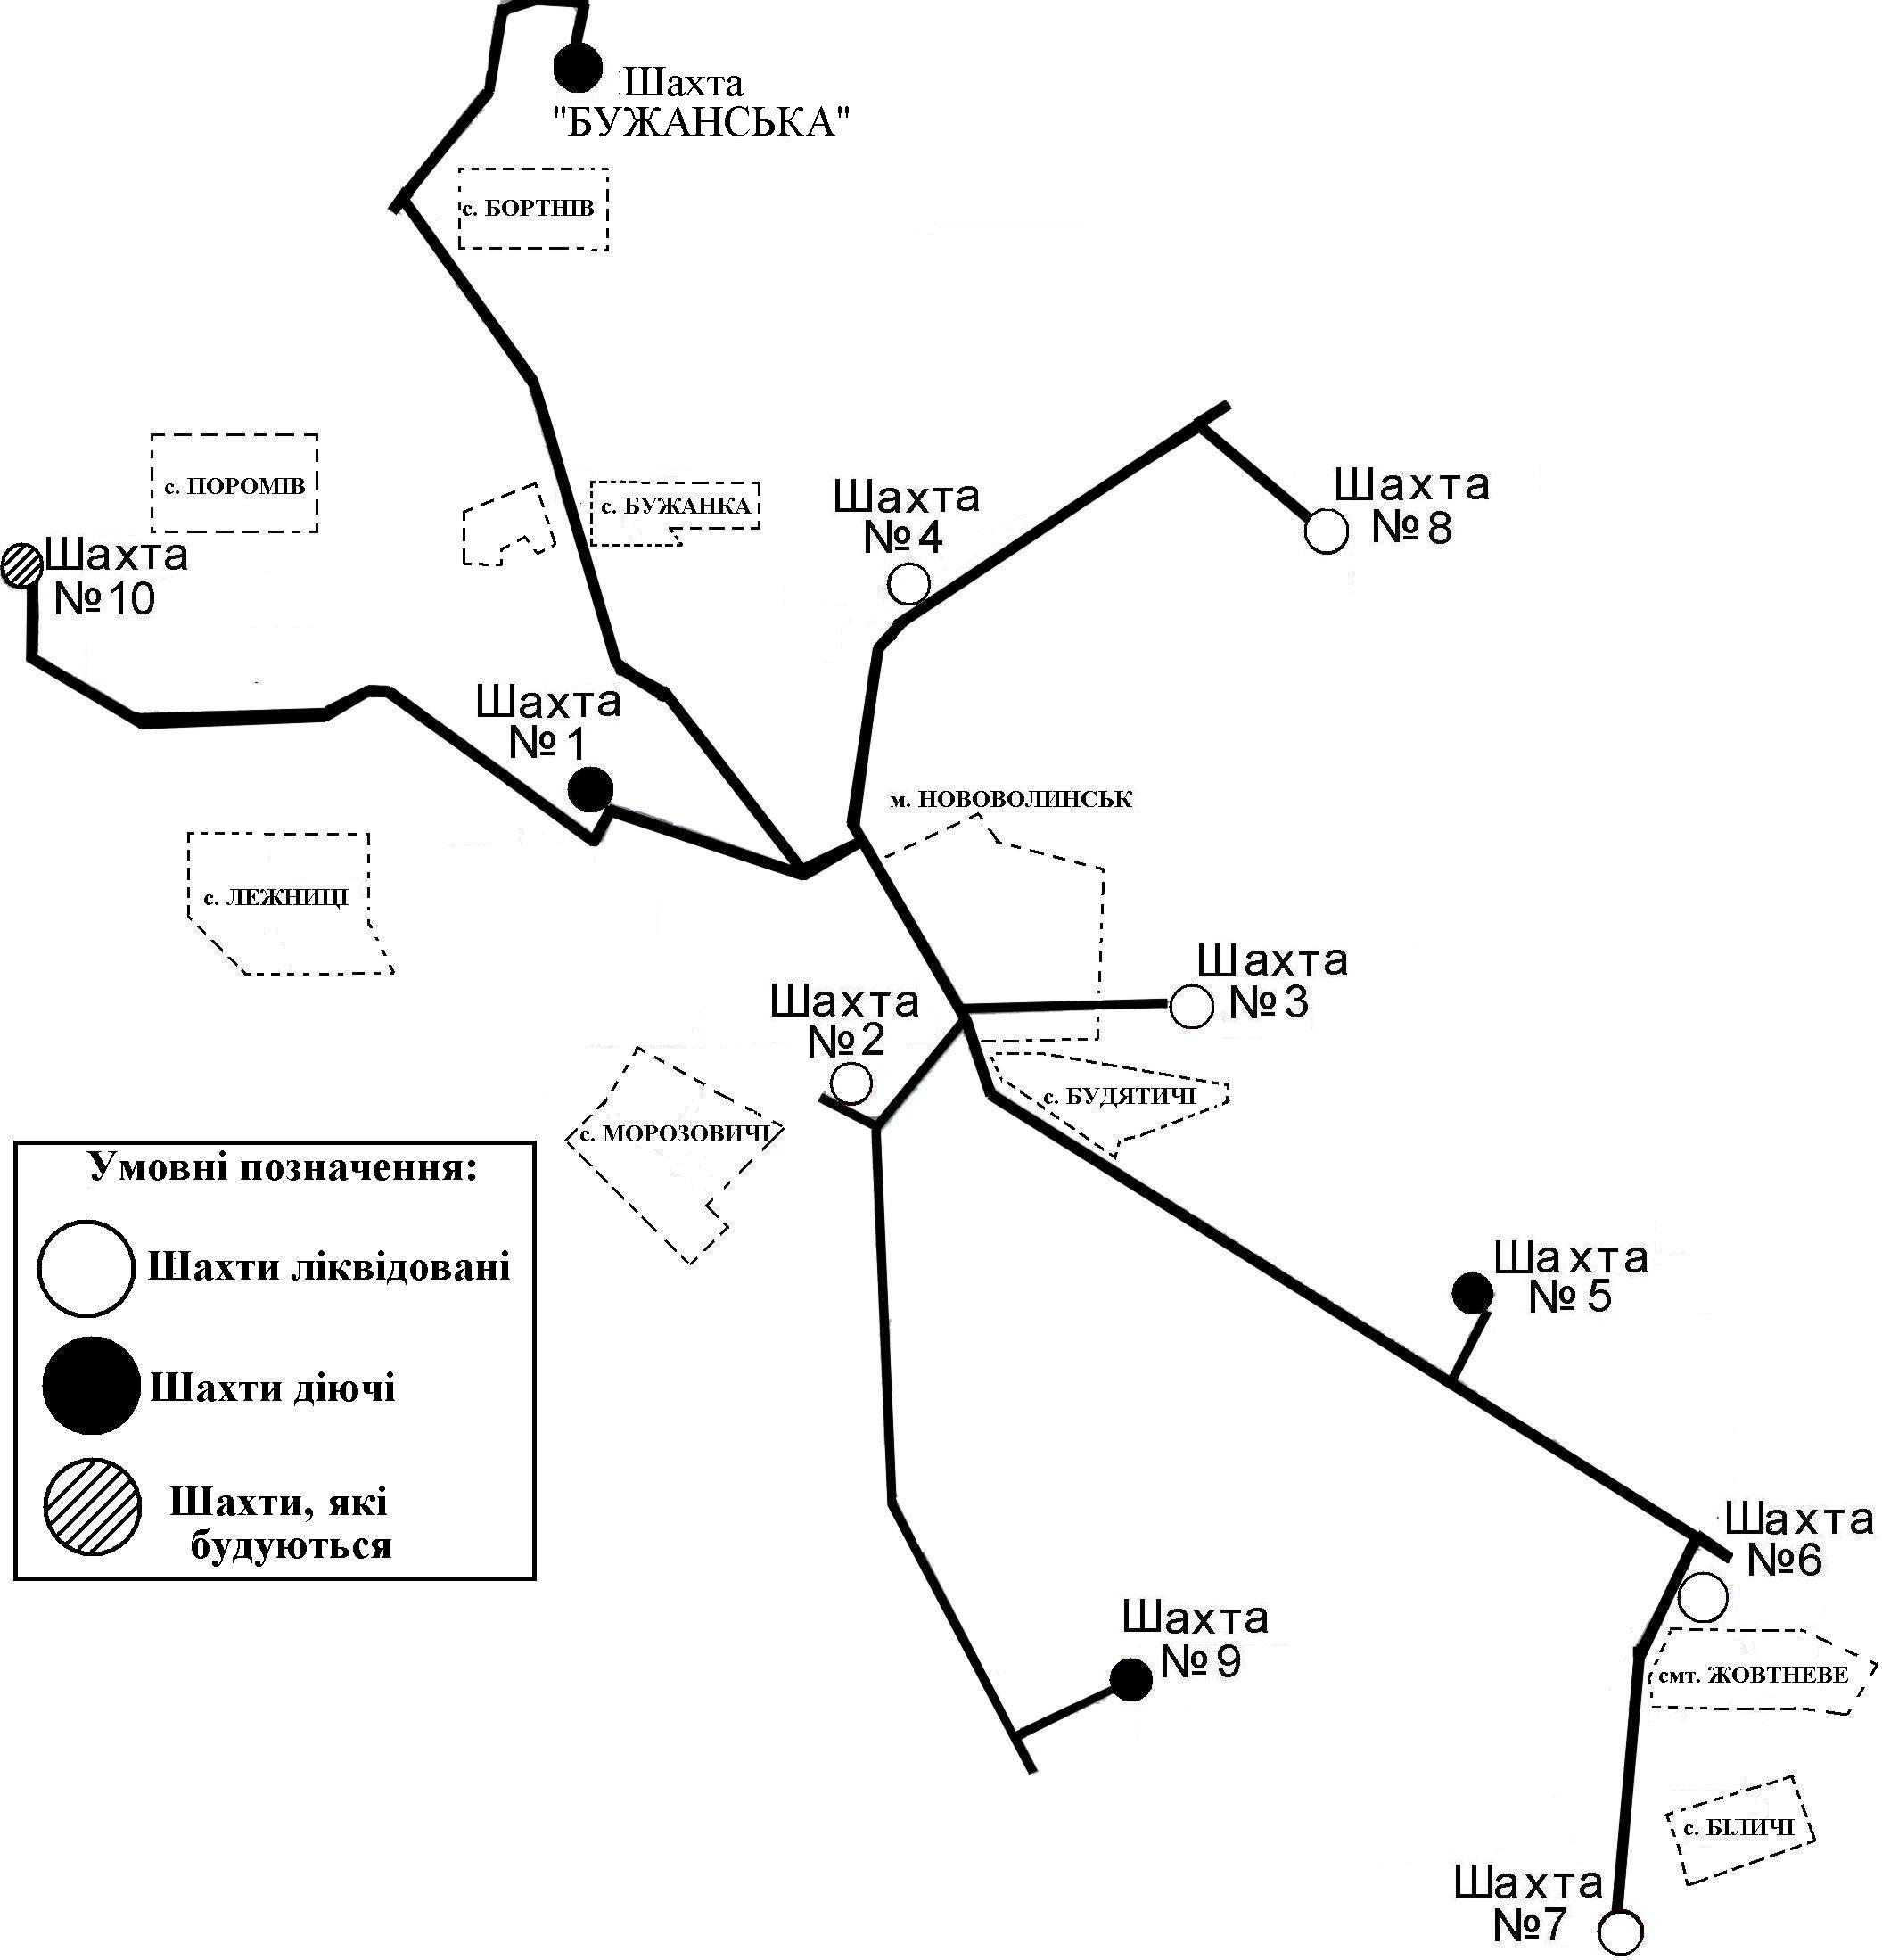 Шахта
"БУЖАНСЬКА"
с. БОРТНІВ
с. ПОРОМІВ
с. БУЖАНКА
Шахта
№4
Шахта
№8
Шахта
№10
Шахта
№1
м. НОВОВОЛИНСЬК
с. ЛЕЖНИЦІ
Шахта
№3
Шахта
№2
с. БУДЯТИЧІ
с. МОРОЗОВИЧІ
Умовні позначення:
Шахти ліквідовані
Шахти діючі
Шахти, які
будуються
Шахта
№5
Шахта
№6
Шахта
№9
смт. ЖОВТНЕВЕ
с. БІЛИЧІ
Шахта
№7